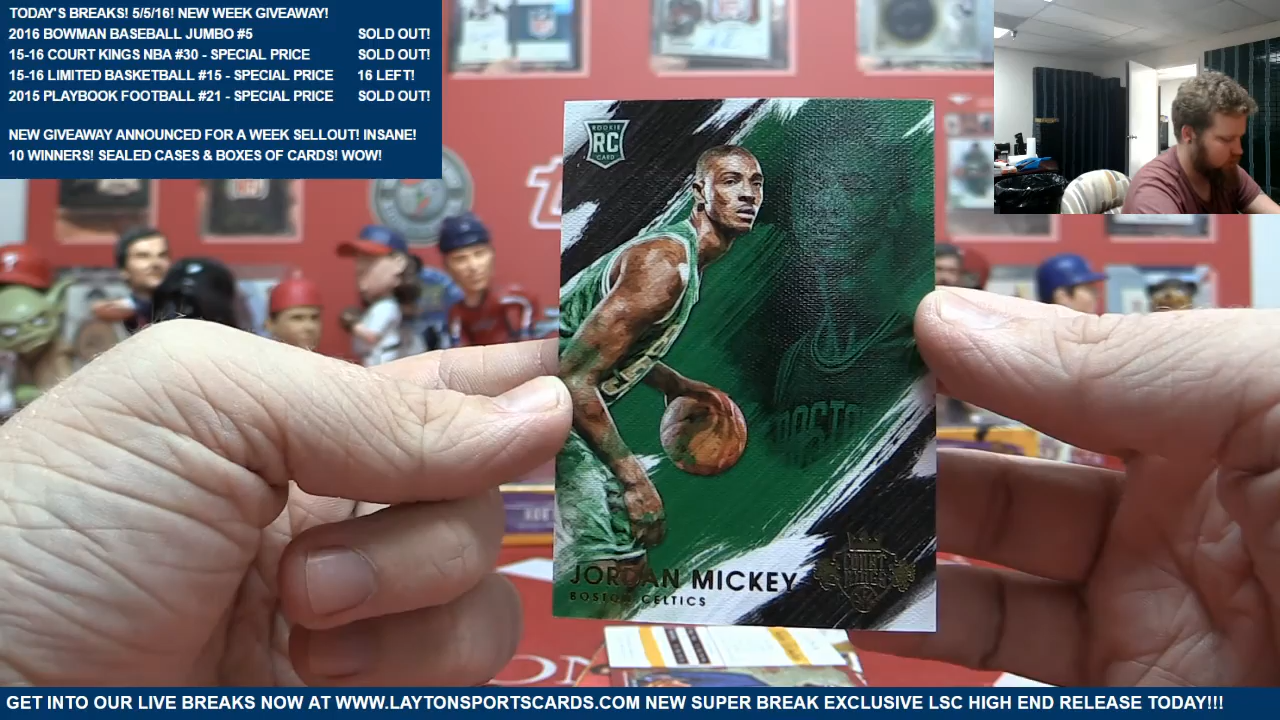 TODAY'S BREAKS! 5/5/16! NEW WEEK GIVEAWAY!
2016 BOWMAN BASEBALL JUMBO #5 SOLD OUT!
15-16 COURT KINGS NBA #30 - SPECIAL PRICE SOLD OUT!
15-16 LIMITED BASKETBALL #15 - SPECIAL PRICE 16 LEFT!
2015 PLAYBOOK FOOTBALL #21 - SPECIAL PRICE SOLD OUT!
NEW GIVEAWAY ANNOUNCED FOR A WEEK SELLOUT! INSANE!
10 WINNERS! SEALED CASES & BOXES OF CARDS! WOW!
ROOKIE
RC
CARD
BOSTO
JORDAN MICKEY
BOSTON CELTICS
COURT
KINGS
GET INTO OUR LIVE BREAKS NOW AT WWW.LAYTONSPORTSCARDS.COM NEW SUPER BREAK EXCLUSIVE LSC HIGH END RELEASE TODAY!!!